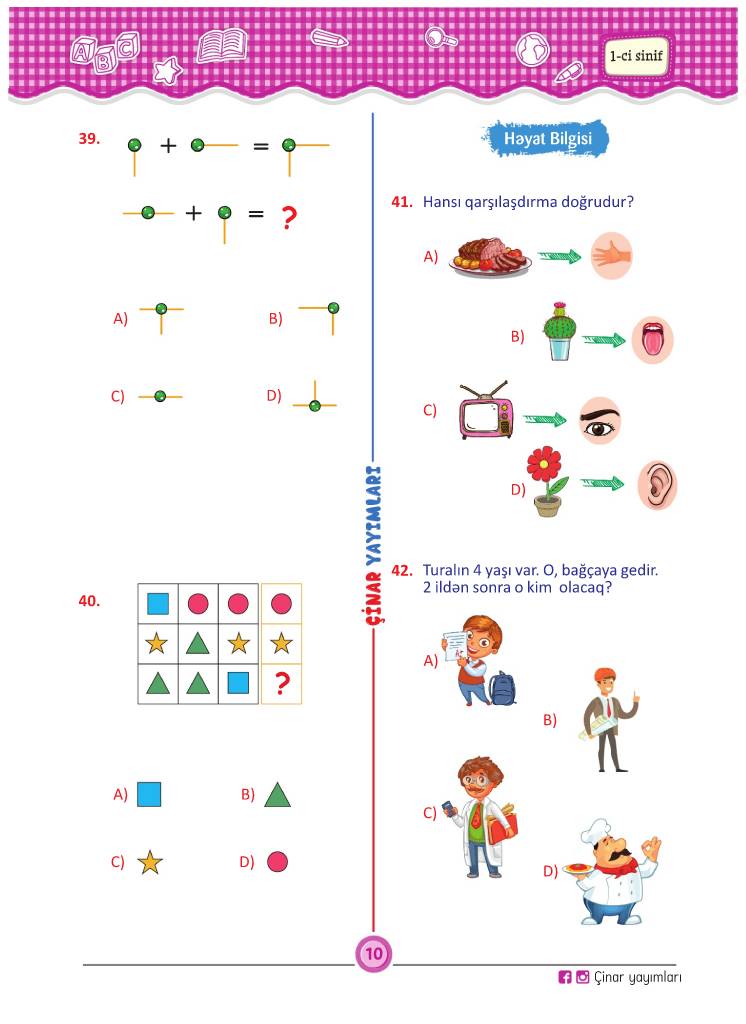 A B C
1-ci sinif
39.
+ =
+ = ?
A)
B)
C)
D)
40.
?
A)
B)
C)
D)
ÇİNAR YAYIMLARI
Həyat Bilgisi
41. Hansı qarşılaşdırma doğrudur?
A)
B)
C)
D)
42. Turalın 4 yaşı var. O, bağçaya gedir.
2 ildən sonra o kim olacaq?
A)
B)
C)
D)
10
Çinar yayımları